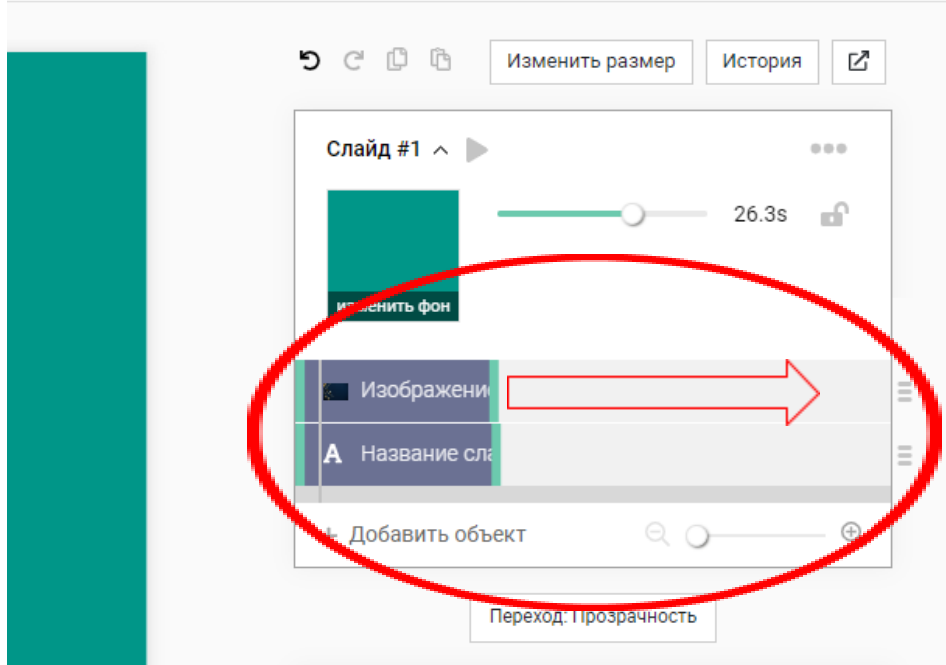 Изменить размер
История
Слайд #1
26.3s
изменить фон
Изображени
A Название сла
+ Добавить объект
Переход: Прозрачность